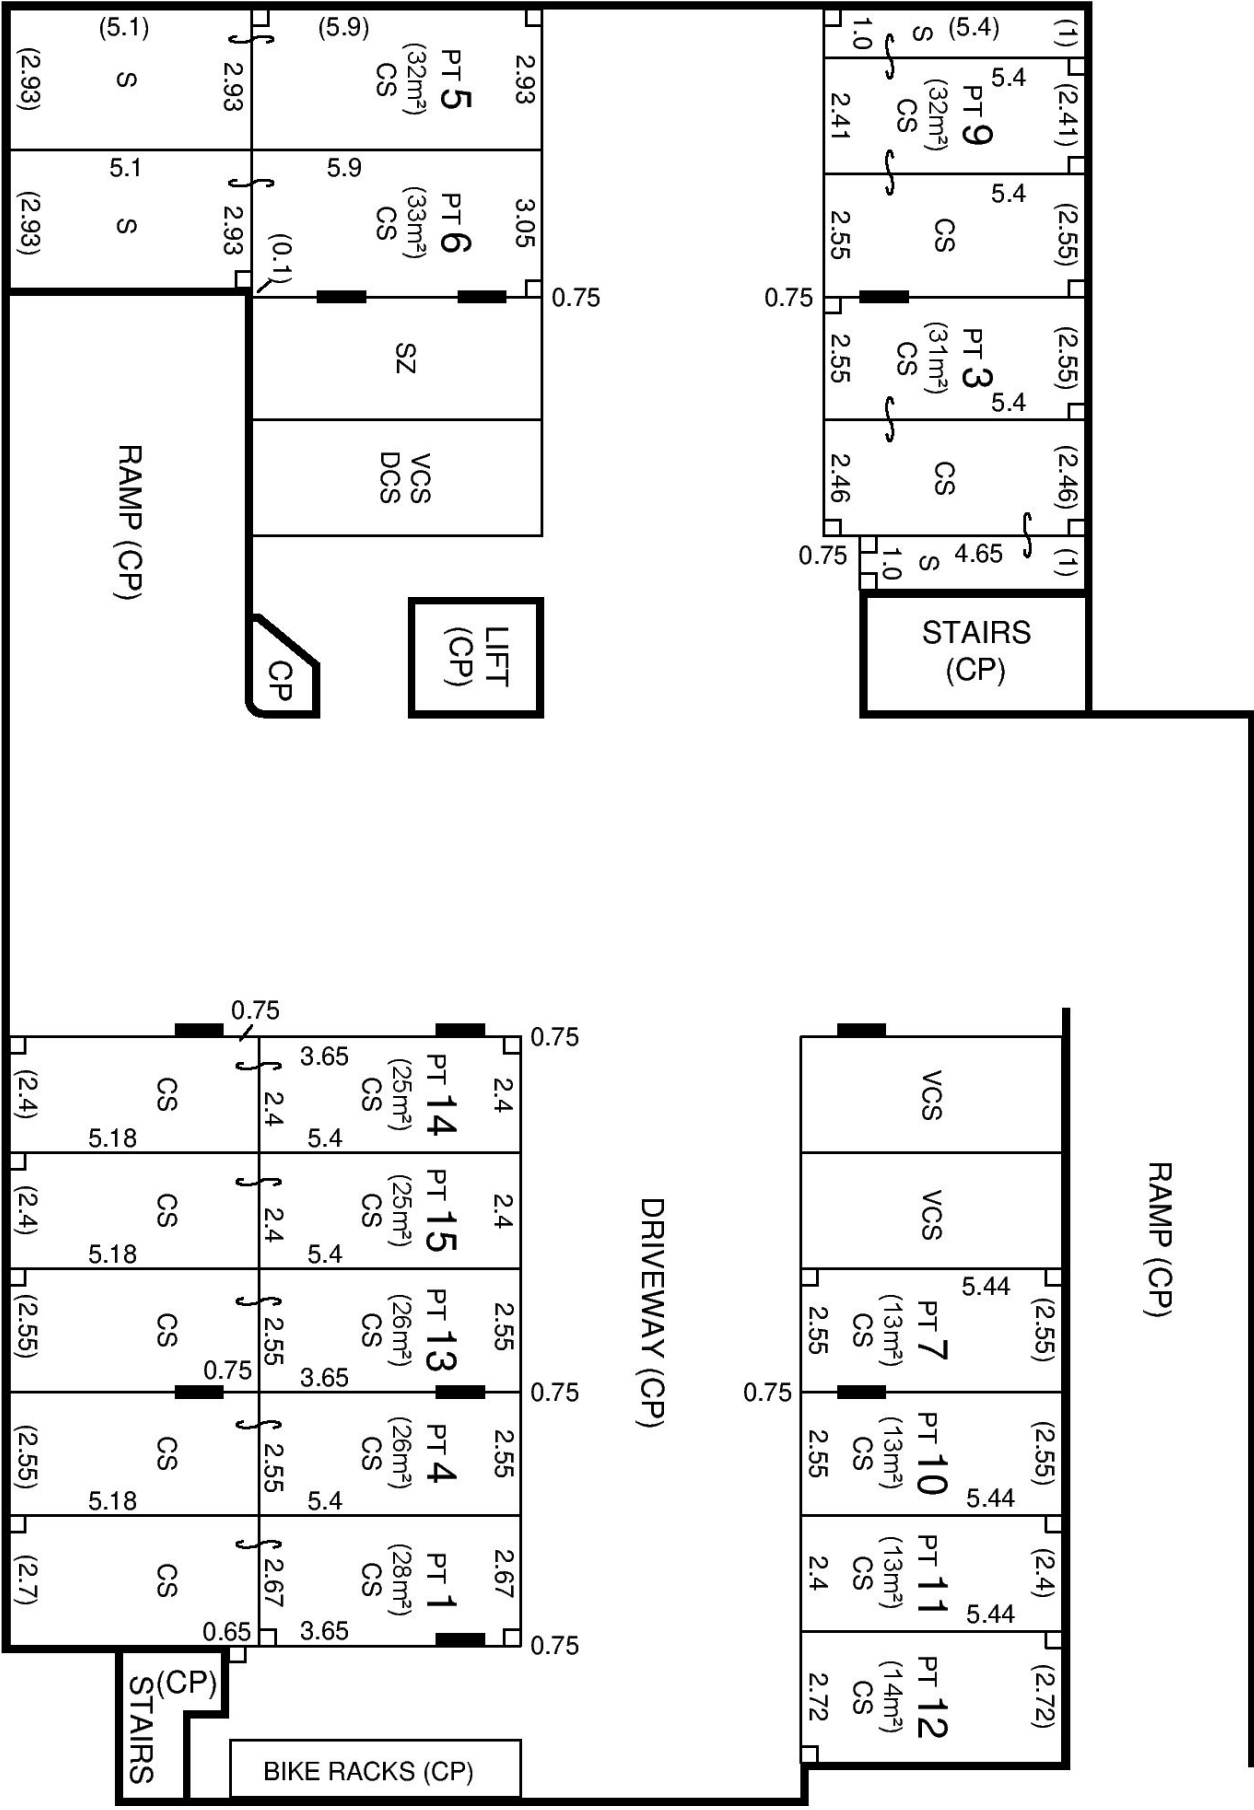 (5.1)
(5.9)
(2.93)
S
2.93
PT 5
(32m²)
CS
2.93
5.1
5.9
(2.93)
S
2.93
(0.1)
PT 6
(33m²)
CS
3.05
0.75
SZ
VCS
DCS
RAMP (CP)
CP
LIFT
(CP)
1.0
S
(5.4)
(1)
5.4
2.41
PT 9
(32m²)
CS
(2.41)
5.4
2.55
CS
(2.55)
0.75
2.55
PT 3
(31m²)
CS
(2.55)
5.4
2.46
CS
(2.46)
0.75
1.0
S
4.65
(1)
STAIRS
(CP)
0.75
0.75
3.65
(2.4)
CS
2.4
PT 14
(25m²)
CS
2.4
5.18
5.4
(2.4)
CS
2.4
PT 15
(25m²)
CS
2.4
5.18
5.4
(2.55)
CS
2.55
PT 13
(26m²)
CS
2.55
0.75
3.65
0.75
(2.55)
CS
2.55
PT 4
(26m²)
CS
2.55
5.18
5.4
(2.7)
CS
2.67
PT 1
(28m²)
CS
2.67
0.65
3.65
0.75
DRIVEWAY (CP)
VCS
VCS
5.44
2.55
PT 7
(13m²)
CS
(2.55)
0.75
2.55
PT 10
(13m²)
CS
(2.55)
5.44
2.4
PT 11
(13m²)
CS
(2.4)
5.44
2.72
PT 12
(14m²)
CS
(2.72)
RAMP (CP)
STAIRS
(CP)
BIKE RACKS (CP)